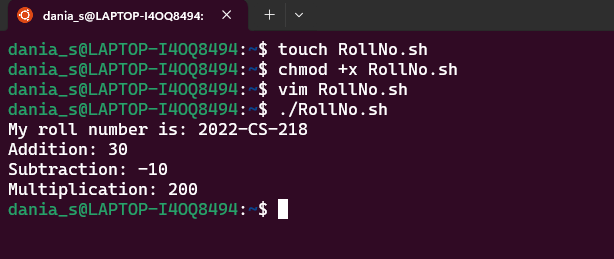 dania_s@LAPTOP-I4OQ8494:
dania_s@LAPTOP-I4OQ8494:~$ touch RollNo.sh
dania_s@LAPTOP-I4OQ8494:~$ chmod +x RollNo.sh
dania_s@LAPTOP-I4OQ8494:~$ vim RollNo.sh
dania_s@LAPTOP-I4OQ8494:~$ ./RollNo.sh
My roll number is: 2022-CS-218
Addition: 30
Subtraction: -10
Multiplication: 200
dania_s@LAPTOP-I4OQ8494:~$